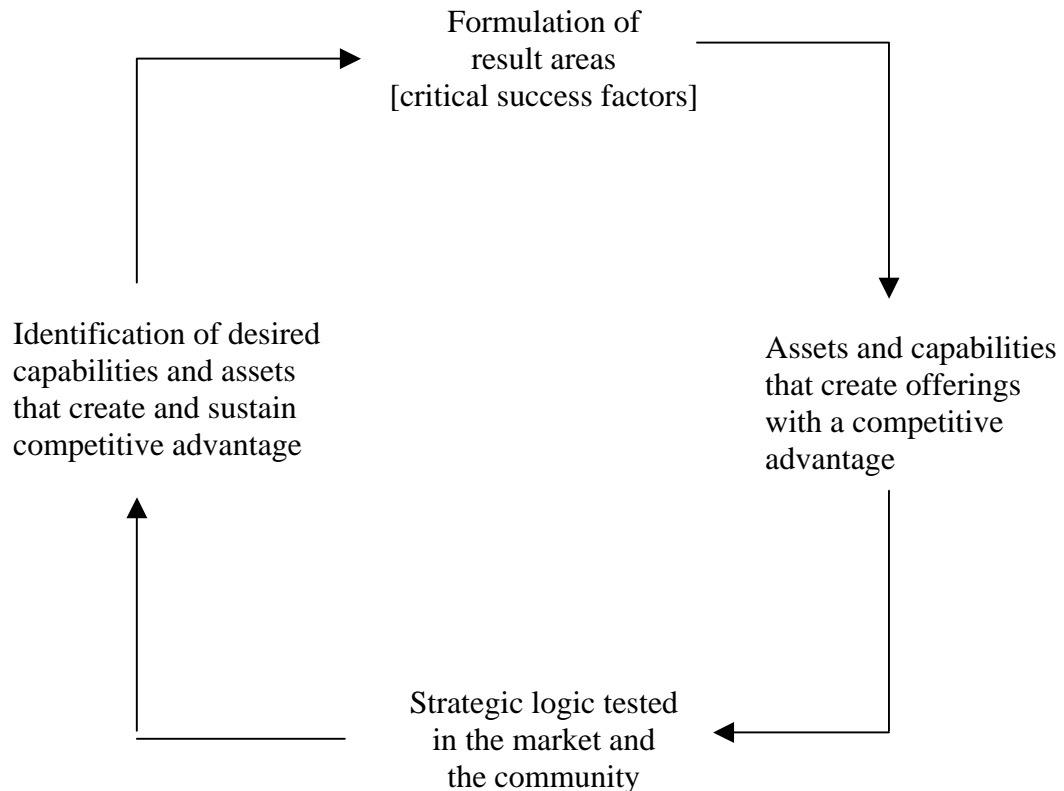 Formulation of
result areas
[critical success factors]
Identification of desired
capabilities and assets
that create and sustain
competitive advantage
Assets and capabilities
that create offerings
with a competitive
advantage
Strategic logic tested
in the market and
the community